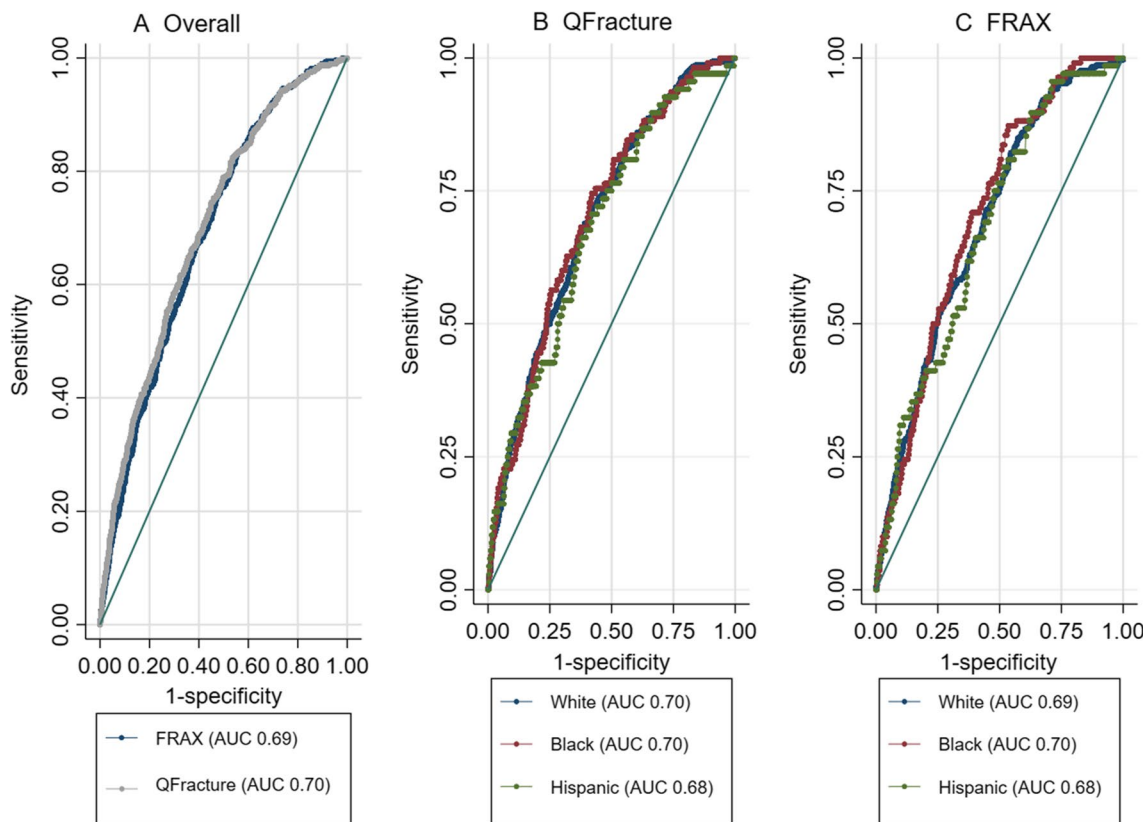 A Overall
Sensitivity
1.00
0.80
0.60
0.40
0.20
0.00
0.00 0.20 0.40 0.60 0.80 1.00
1-specificity
FRAX (AUC 0.69)
QFracture (AUC 0.70)
B QFracture
Sensitivity
1.00
0.75
0.50
0.25
0.00
0.00 0.25 0.50 0.75 1.00
1-specificity
White (AUC 0.70)
Black (AUC 0.70)
Hispanic (AUC 0.68)
C FRAX
Sensitivity
1.00
0.75
0.50
0.25
0.00
0.00 0.25 0.50 0.75 1.00
1-specificity
White (AUC 0.69)
Black (AUC 0.70)
Hispanic (AUC 0.68)